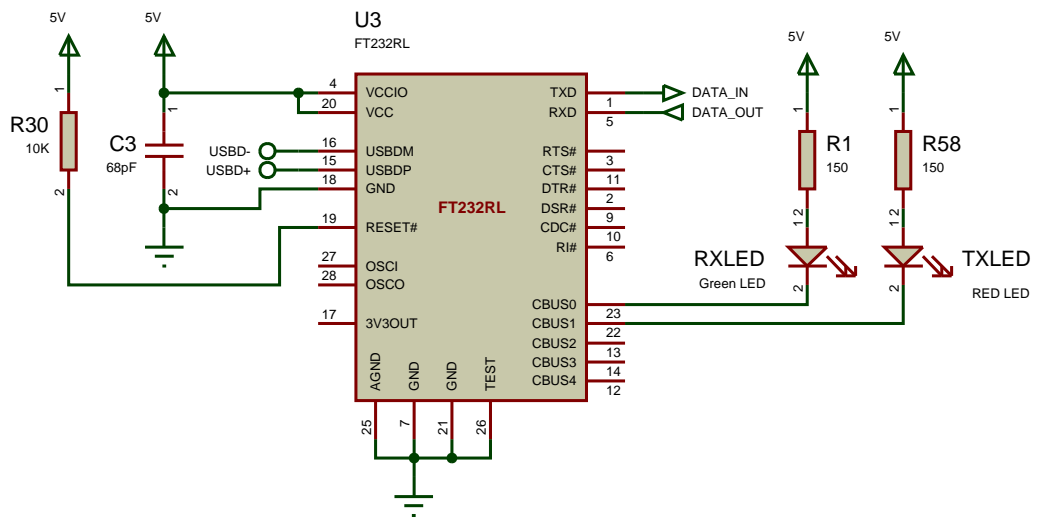 U3
FT232RL
5V
5V
5V
5V
4
VCCIO
TXD
DATA_IN
1
20
VCC
RXD
DATA_OUT
5
1
1
1
1
R30
10K
C3
68pF
USBD-
16
USBDM
RTS#
3
USBD+
15
USBDP
CTS#
11
18
GND
DTR#
2
2
2
FT232RL
DSR#
9
19
RESET#
CDC#
10
RI#
6
R1
150
R58
150
1 2
1 2
27
OSCI
28
OSCO
RXLED
Green LED
TXLED
RED LED
2
2
CBUS0
23
17
3V3OUT
CBUS1
22
CBUS2
13
CBUS3
14
CBUS4
12
AGND
GND
GND
TEST
25
7
21
26